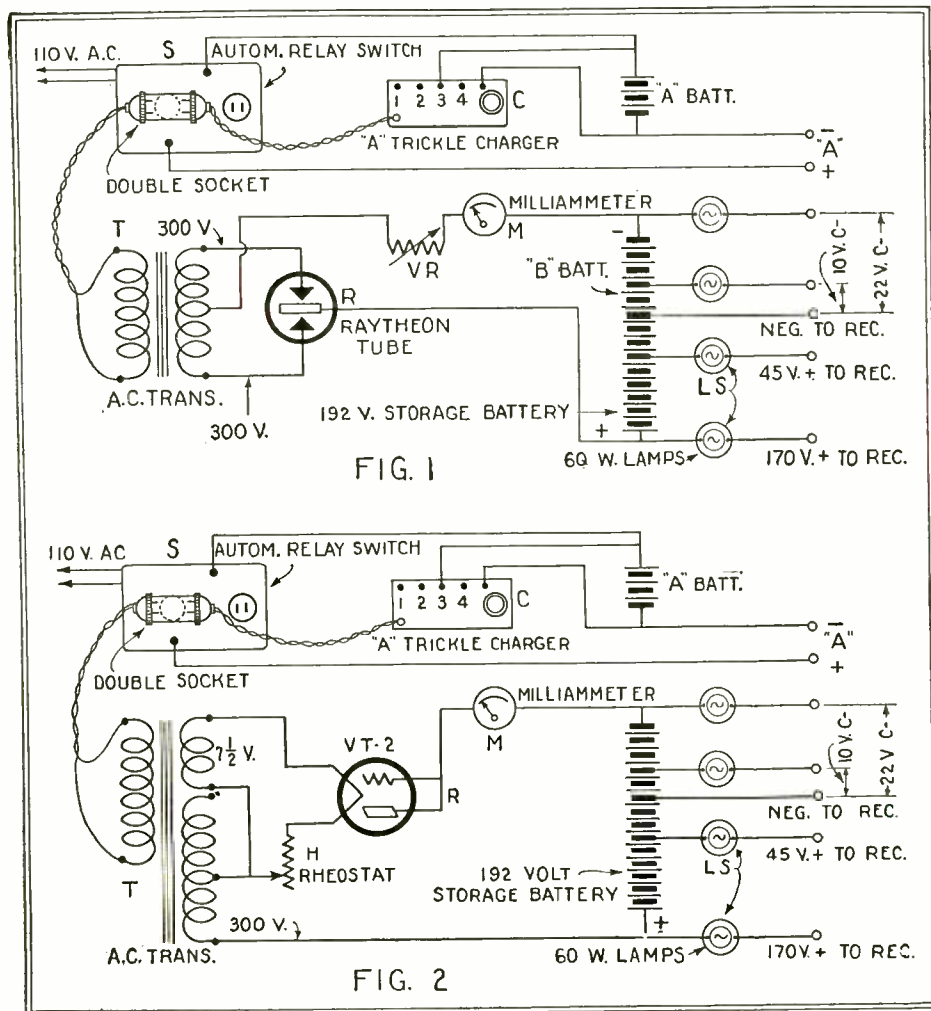 110 V. A.C.
S
AUTOM. RELAY SWITCH
1 2 3 4
C
"A" BATT.
"A" TRICKLE CHARGER
DOUBLE SOCKET
- "A" +
T
300 V.
MILLIAMMETER
M
VR
-
"B" BATT.
10 V. C-
22 V. C-
R
RAYTHEON
TUBE
NEG. TO REC.
45 V. + TO REC.
LS
A.C. TRANS.
300 V.
192 V. STORAGE BATTERY
+
60 W. LAMPS
170 V. + TO REC.
FIG. 1
110 V. AC
S
AUTOM. RELAY SWITCH
1 2 3 4
C
"A" BATT.
"A" TRICKLE CHARGER
DOUBLE SOCKET
- "A" +
MILLIAMMETER
M
7 1/2 V.
VT-2
R
10 V. C-
22 V C-
NEG. TO REC.
H
RHEOSTAT
45 V. + TO REC.
LS
T
192 VOLT
STORAGE BATTERY
300 V.
+
A.C. TRANS.
60 W. LAMPS
170 V. + TO REC.
FIG. 2